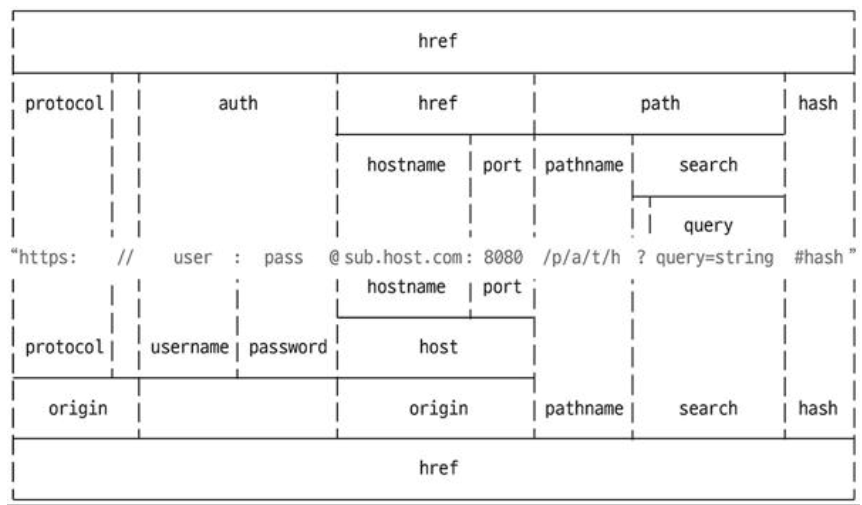 href
protocol auth href path hash
hostname port pathname search
query
“https: // user : pass @ sub.host.com : 8080 /p/a/t/h ? query=string #hash”
hostname port
protocol username password host
origin origin pathname search hash
href